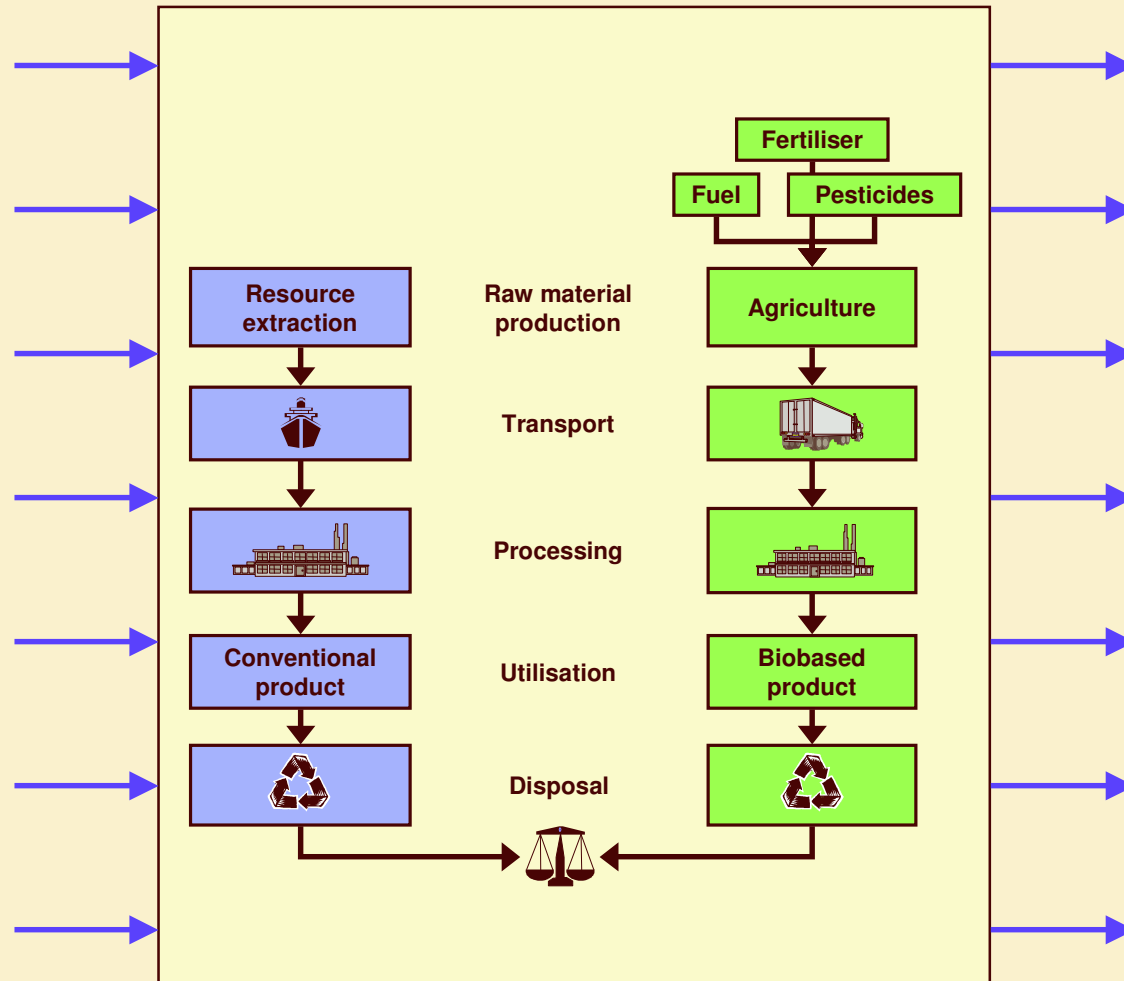 Fertiliser
Fuel
Pesticides
Resource
extraction
Raw material
production
Agriculture
Transport
Processing
Conventional
product
Utilisation
Biobased
product
Disposal